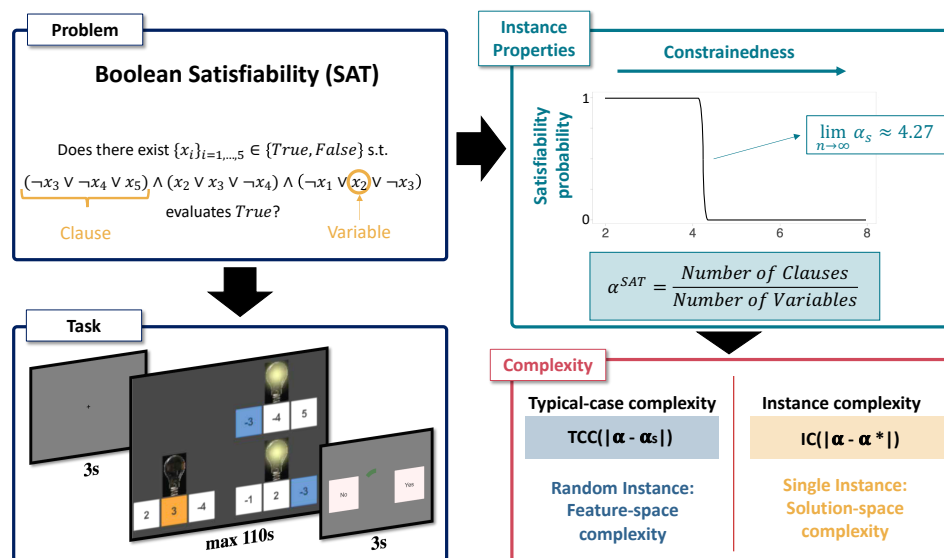 Problem
Boolean Satisfiability (SAT)
Does there exist {x_i}_{i=1,…,5} ∈ {True, False} s.t.
(¬x₃ ∨ ¬x₄ ∨ x₅) ∧ (x₂ ∨ x₃ ∨ ¬x₄) ∧ (¬x₁ ∨ x₂ ∨ ¬x₃)
evaluates True?
Clause
Variable
Instance
Properties
Constrainedness
Satisfiability
probability
1
0
2
4
6
8
lim αₛ ≈ 4.27
n→∞
α^SAT = Number of Clauses / Number of Variables
Task
+
3s
-3 -4 5
2 3 -4
-1 2 -3
max 110s
No
Yes
3s
Complexity
Typical-case complexity
TCC(|α - αs|)
Random Instance:
Feature-space
complexity
Instance complexity
IC(|α - α*|)
Single Instance:
Solution-space
complexity